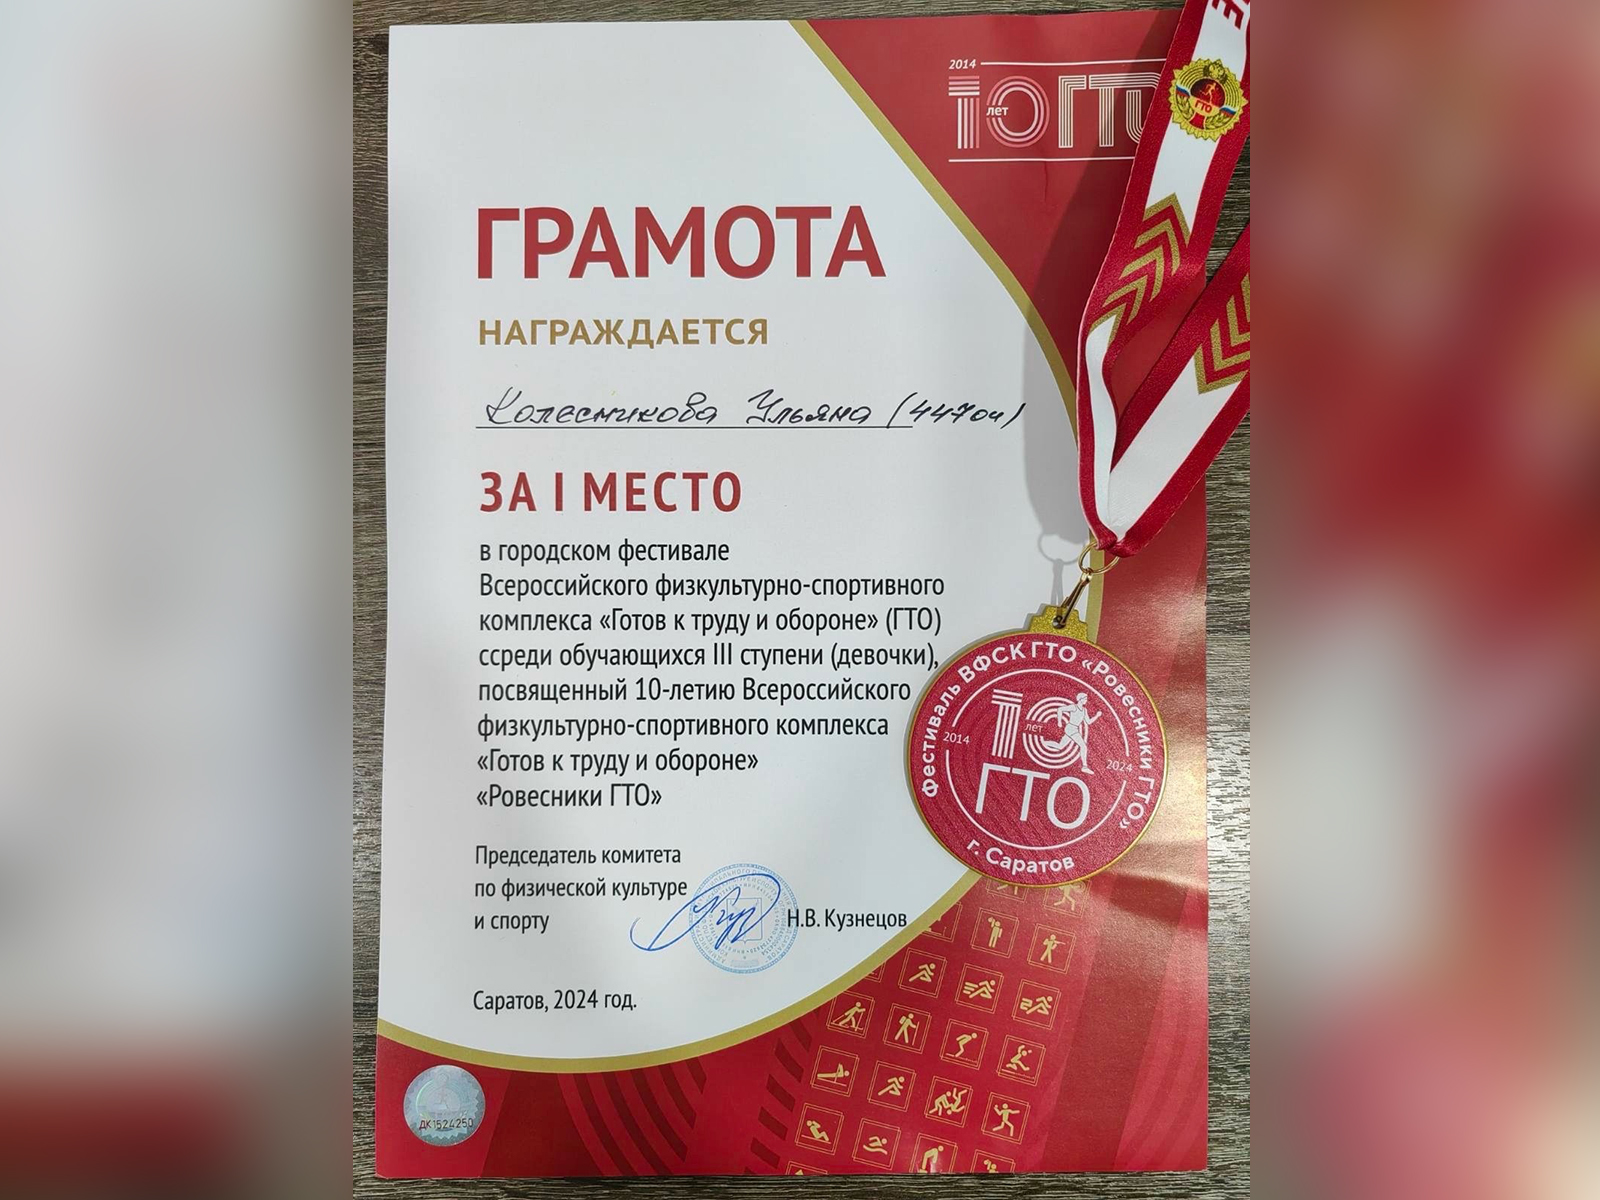 2014
10 лет ГТО
ГТО
ГРАМОТА
НАГРАЖДАЕТСЯ
Колесникова Ульяна (447 оч)
ЗА I МЕСТО
в городском фестивале
Всероссийского физкультурно-спортивного
комплекса «Готов к труду и обороне» (ГТО)
ссреди обучающихся III ступени (девочки),
посвященный 10-летию Всероссийского
физкультурно-спортивного комплекса
«Готов к труду и обороне»
«Ровесники ГТО»
Фестиваль ВФСК ГТО «Ровесники ГТО»
10 лет
2014
2024
ГТО
г. Саратов
Председатель комитета
по физической культуре
и спорту
Н.В. Кузнецов
Саратов, 2024 год.